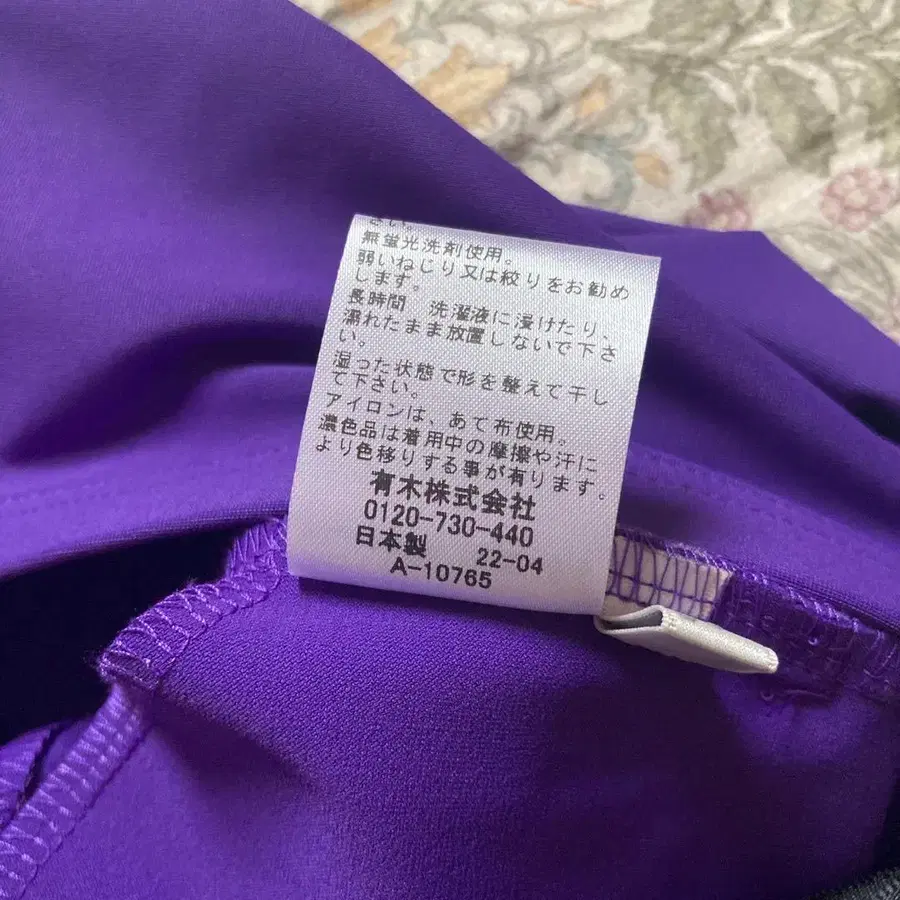 さい。
無蛍光洗剤使用。
弱いねじり又は絞りをお勧め
します。
長時間 洗濯液に浸けたり、
濡れたまま放置しないで下さ
い。
湿った状態で形を整えて干し
て下さい。
アイロンは、あて布使用。
濃色品は着用中の摩擦や汗に
より色移りする事が有ります。
有木株式会社
0120-730-440
日本製 22-04
A-10765